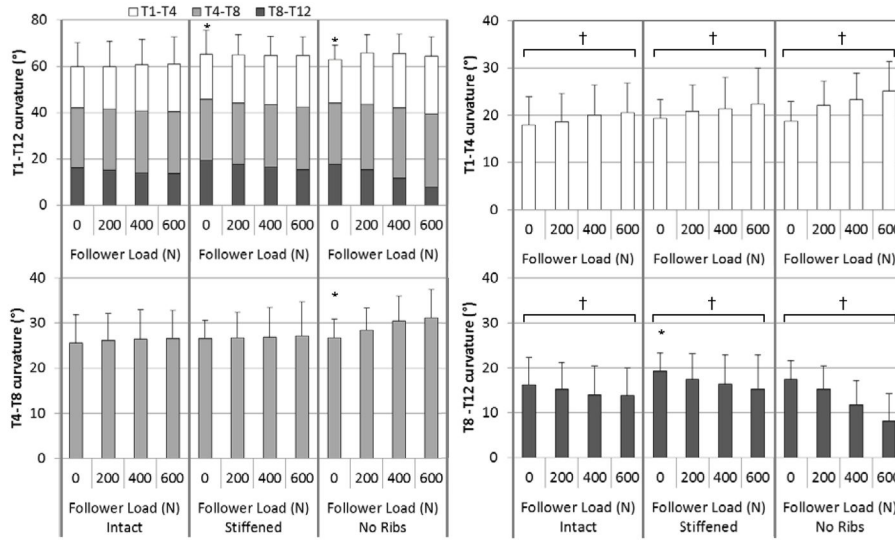 T1-T4 T4-T8 T8-T12
T1-T12 curvature (°)
80
60
40
20
0
* *
0 200 400 600 0 200 400 600 0 200 400 600
Follower Load (N) Follower Load (N) Follower Load (N)
T1-T4 curvature (°)
40
30
20
10
0
† † †
0 200 400 600 0 200 400 600 0 200 400 600
Follower Load (N) Follower Load (N) Follower Load (N)
T4-T8 curvature (°)
40
30
20
10
0
*
0 200 400 600 0 200 400 600 0 200 400 600
Follower Load (N) Follower Load (N) Follower Load (N)
Intact Stiffened No Ribs
T8 -T12 curvature (°)
40
30
20
10
0
† † †
*
0 200 400 600 0 200 400 600 0 200 400 600
Follower Load (N) Follower Load (N) Follower Load (N)
Intact Stiffened No Ribs